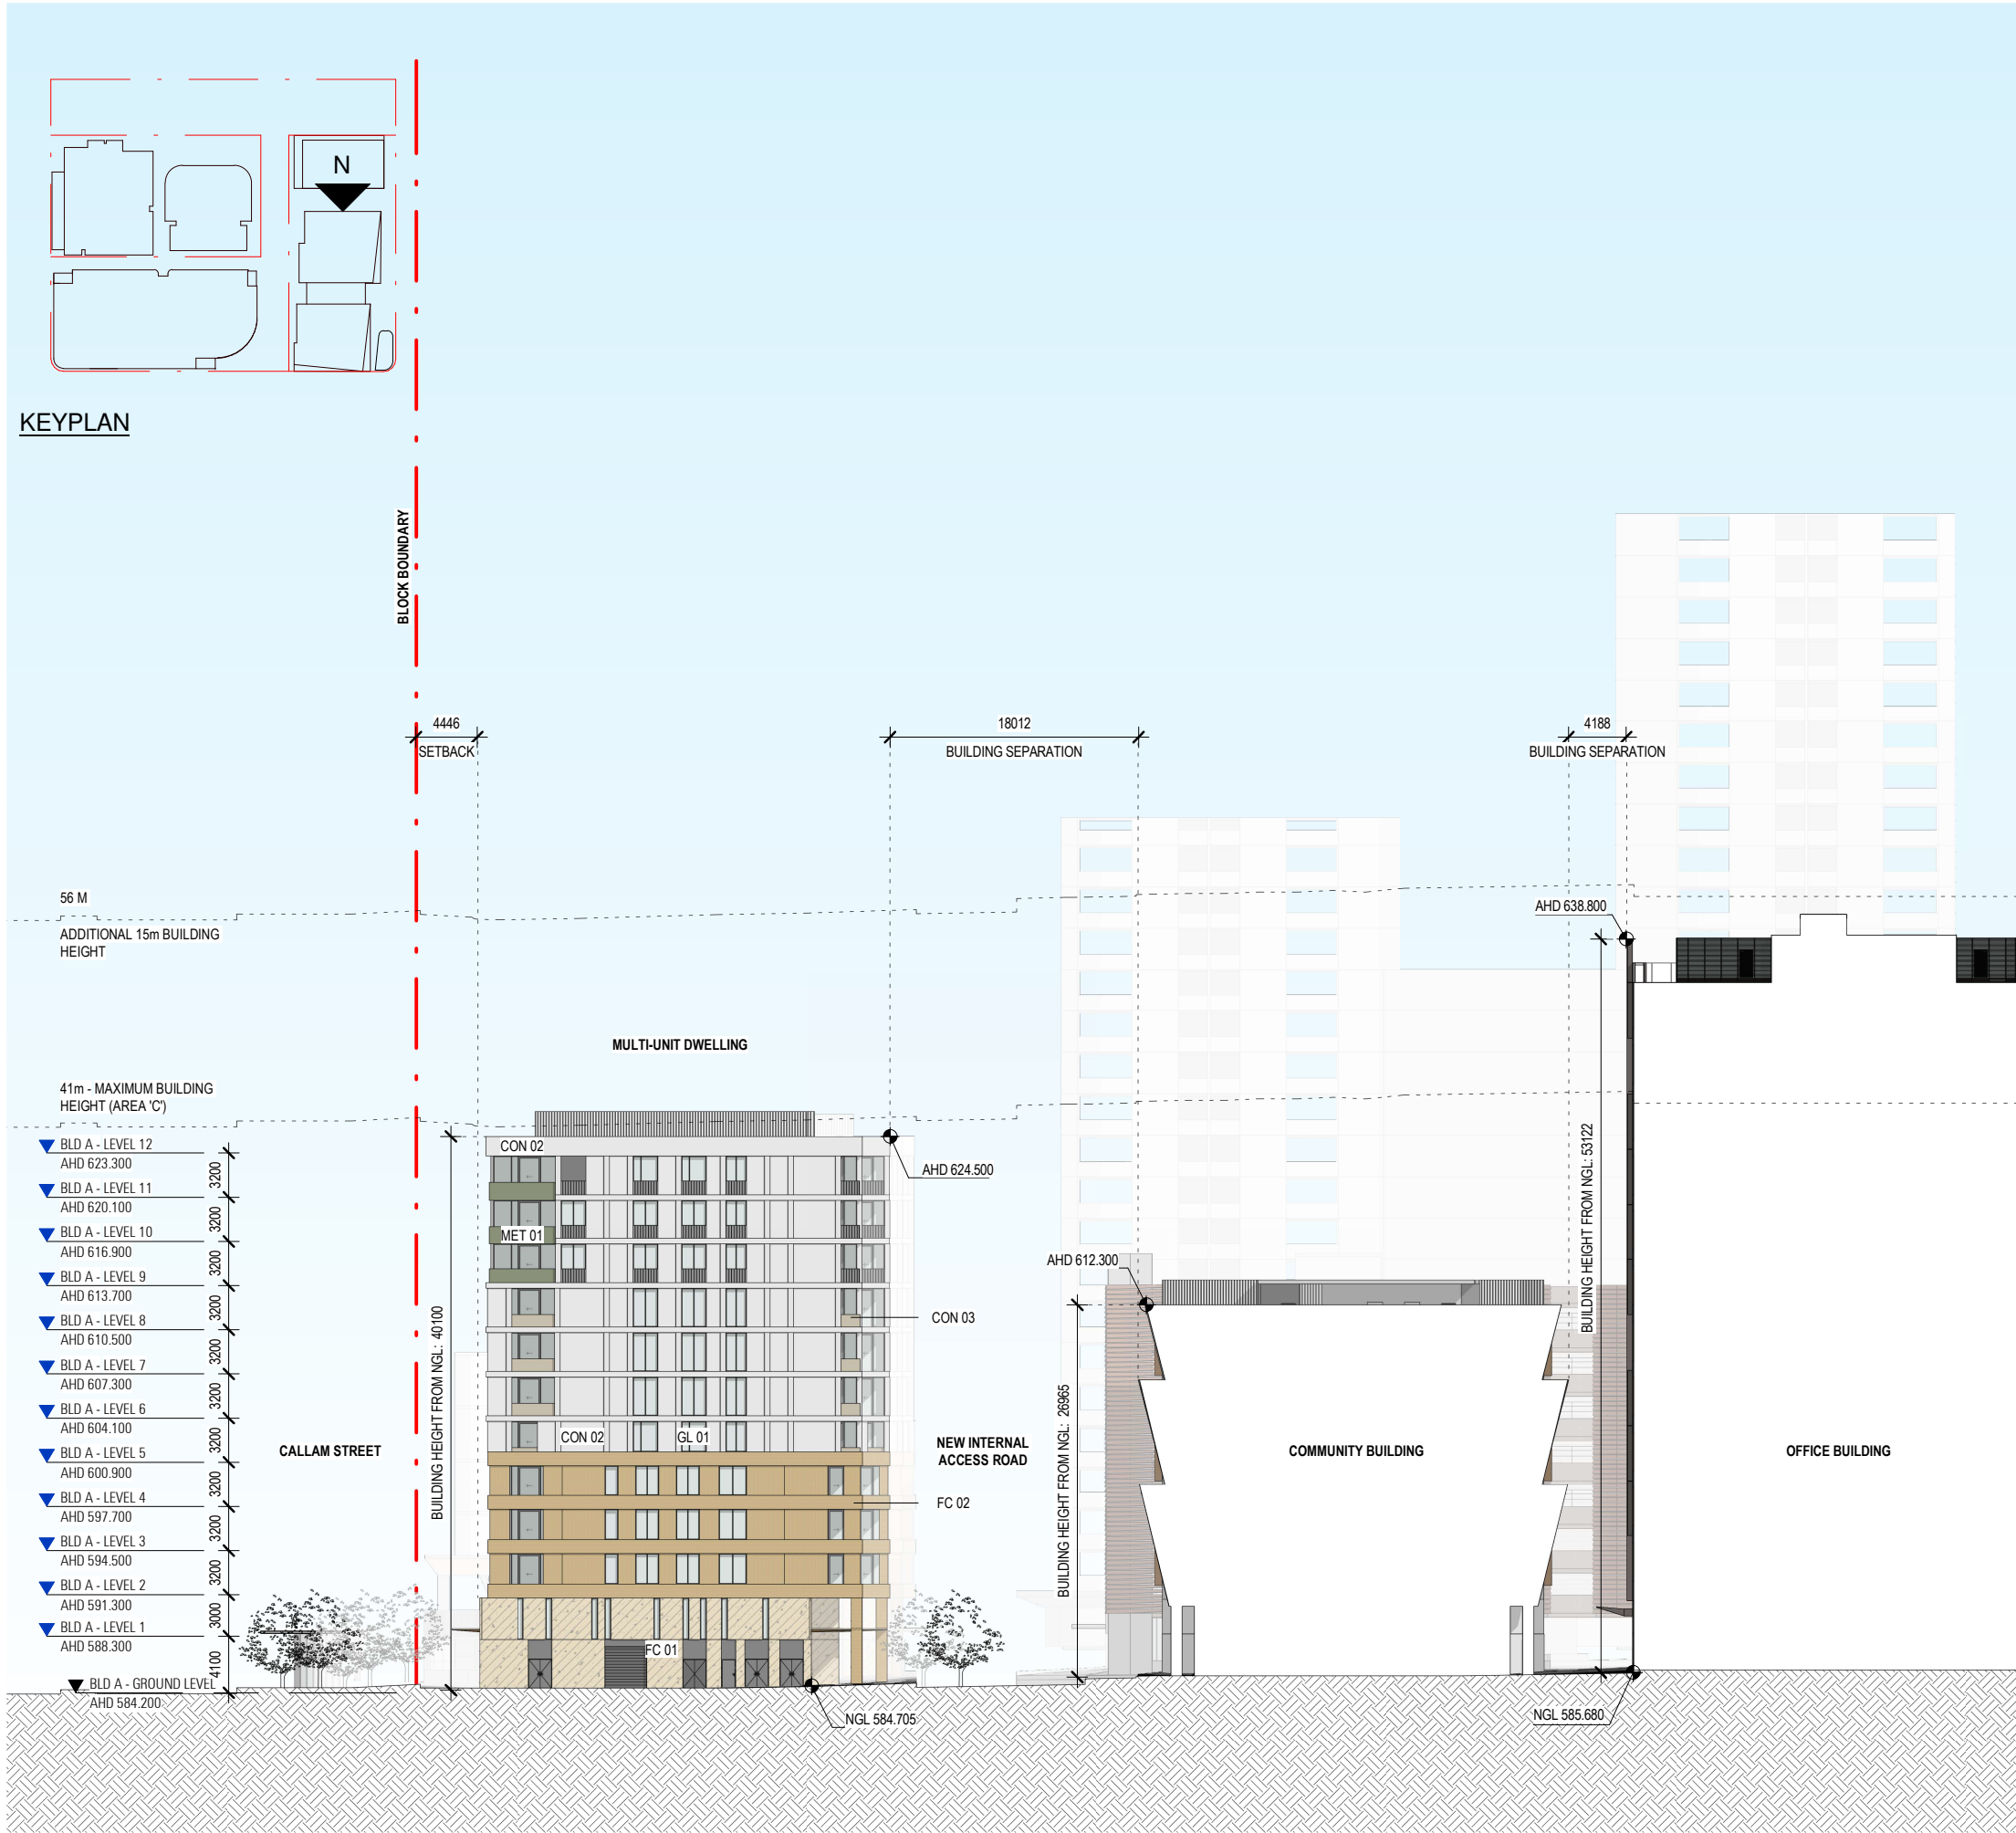 N
KEYPLAN
BLOCK BOUNDARY
4446
SETBACK
18012
BUILDING SEPARATION
4188
BUILDING SEPARATION
56 M
ADDITIONAL 15m BUILDING
HEIGHT
AHD 638.800
MULTI-UNIT DWELLING
41m - MAXIMUM BUILDING
HEIGHT (AREA 'C')
BLD A - LEVEL 12
AHD 623.300
3200
BLD A - LEVEL 11
AHD 620.100
3200
BLD A - LEVEL 10
AHD 616.900
3200
BLD A - LEVEL 9
AHD 613.700
3200
BLD A - LEVEL 8
AHD 610.500
3200
BLD A - LEVEL 7
AHD 607.300
3200
BLD A - LEVEL 6
AHD 604.100
3200
BLD A - LEVEL 5
AHD 600.900
3200
BLD A - LEVEL 4
AHD 597.700
3200
BLD A - LEVEL 3
AHD 594.500
3200
BLD A - LEVEL 2
AHD 591.300
3000
BLD A - LEVEL 1
AHD 588.300
4100
BLD A - GROUND LEVEL
AHD 584.200
CALLAM STREET
BUILDING HEIGHT FROM NGL: 40100
CON 02
MET 01
CON 02
GL 01
FC 01
AHD 624.500
CON 03
FC 02
NEW INTERNAL
ACCESS ROAD
NGL 584.705
AHD 612.300
BUILDING HEIGHT FROM NGL: 26965
COMMUNITY BUILDING
BUILDING HEIGHT FROM NGL: 53122
OFFICE BUILDING
NGL 585.680